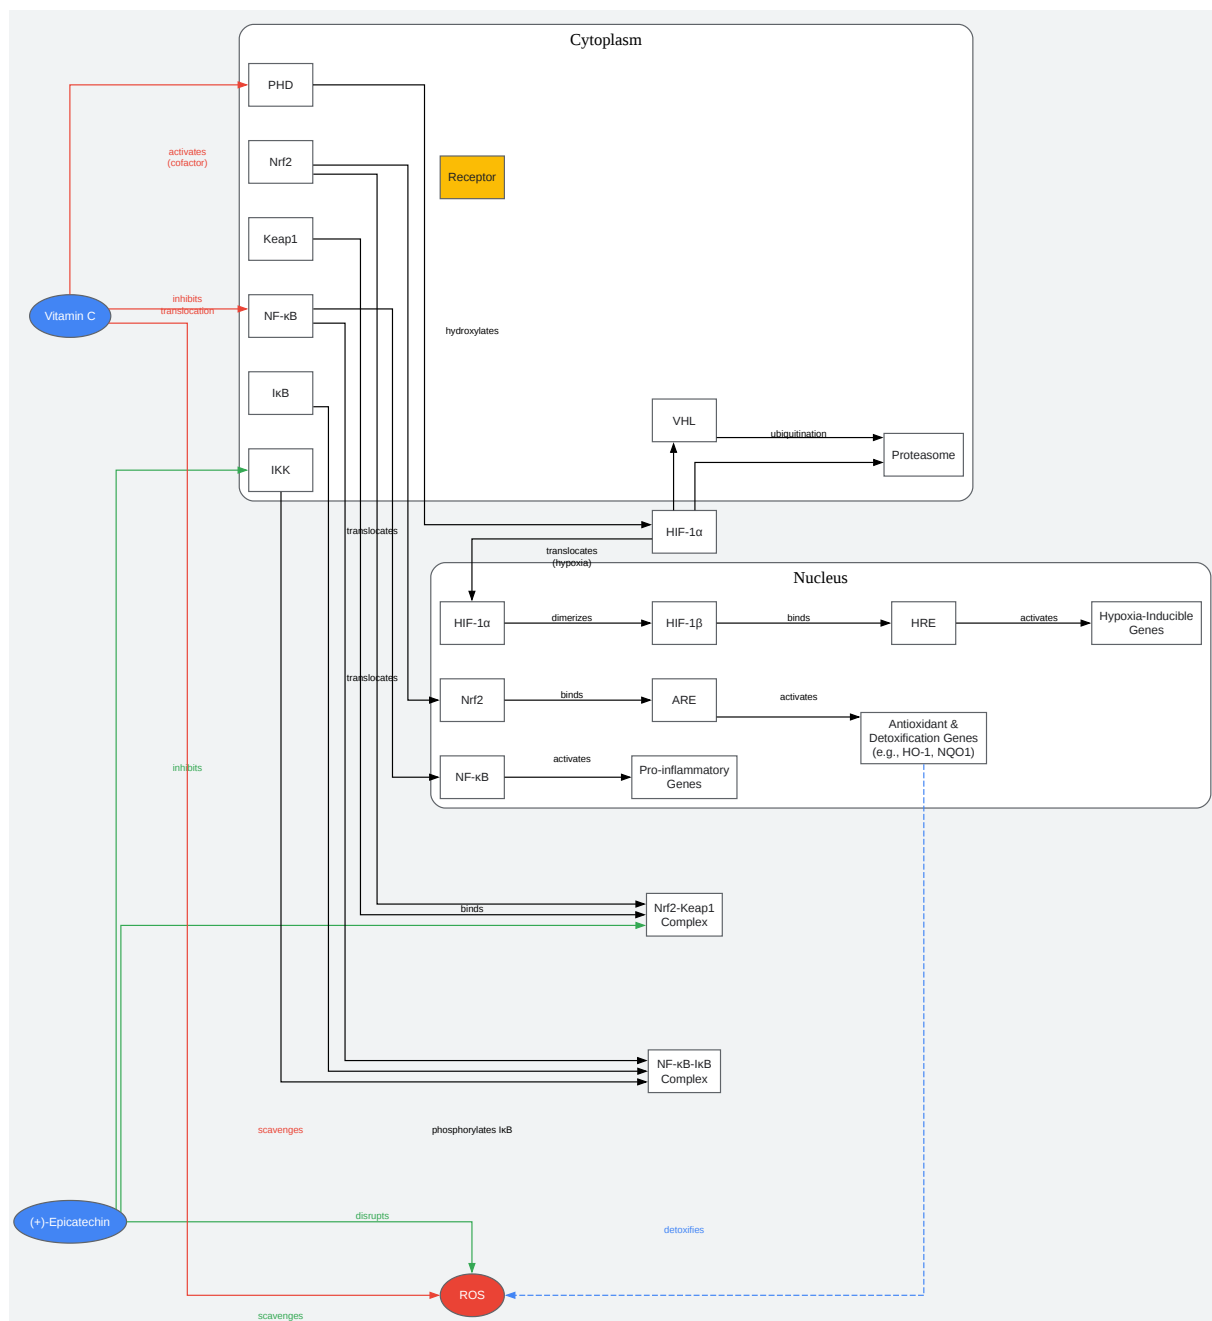 Cytoplasm
PHD
activates
(cofactor)
Nrf2
Receptor
Keap1
Vitamin C
inhibits
translocation
NF-κB
hydroxylates
IκB
VHL
ubiquitination
Proteasome
IKK
translocates
HIF-1α
translocates
(hypoxia)
Nucleus
HIF-1α
dimerizes
HIF-1β
binds
HRE
activates
Hypoxia-Inducible
Genes
translocates
Nrf2
binds
ARE
activates
Antioxidant &
Detoxification Genes
(e.g., HO-1, NQO1)
inhibits
NF-κB
activates
Pro-inflammatory
Genes
binds
Nrf2-Keap1
Complex
NF-κB-IκB
Complex
scavenges
phosphorylates IκB
(+)-Epicatechin
disrupts
detoxifies
ROS
scavenges